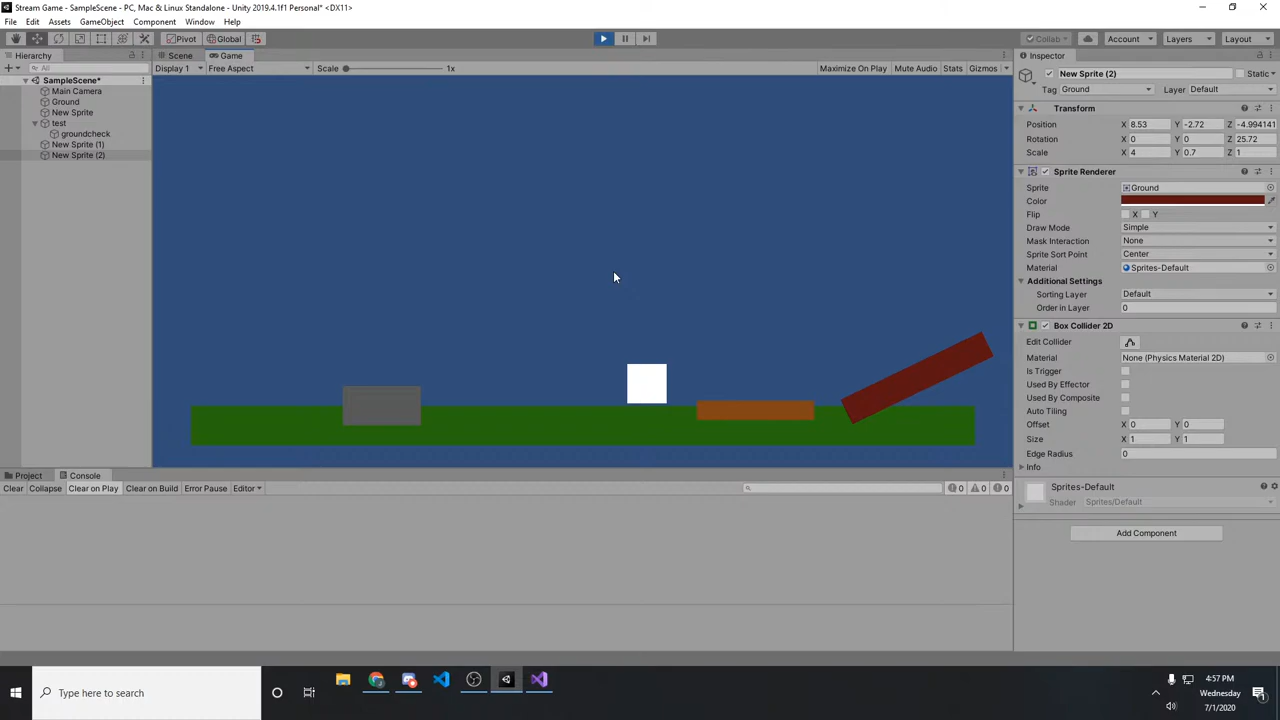 Stream Game - SampleScene - PC, Mac & Linux Standalone - Unity 2019.4.1f1 Personal* <DX11>
File Edit Assets GameObject Component Window Help
Pivot Global Collab Account Layers Layout
Hierarchy Scene Game Inspector
All Display 1 Free Aspect Scale 1x Maximize On Play Mute Audio Stats Gizmos
SampleScene*
Main Camera
Ground
New Sprite
test
groundcheck
New Sprite (1)
New Sprite (2)
New Sprite (2) Static
Tag Ground Layer Default
Transform
Position X 8.53 Y -2.72 Z -4.994141
Rotation X 0 Y 0 Z 25.72
Scale X 4 Y 0.7 Z 1
Sprite Renderer
Sprite Ground
Color
Flip X Y
Draw Mode Simple
Mask Interaction None
Sprite Sort Point Center
Material Sprites-Default
Additional Settings
Sorting Layer Default
Order in Layer 0
Box Collider 2D
Edit Collider
Material None (Physics Material 2D)
Is Trigger
Used By Effector
Used By Composite
Auto Tiling
Offset X 0 Y 0
Size X 1 Y 1
Edge Radius 0
Info
Sprites-Default
Shader Sprites/Default
Add Component
Project Console
Clear Collapse Clear on Play Clear on Build Error Pause Editor 0 0 0
Type here to search
4:57 PM
Wednesday
7/1/2020
1